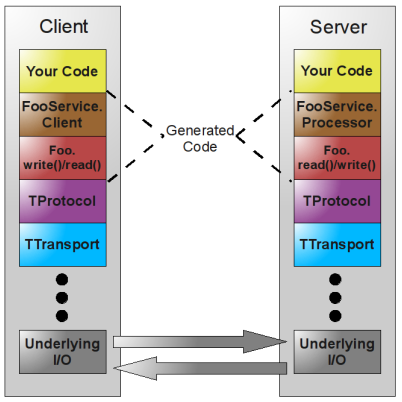 Client
Your Code
FooService.
Client
Foo.
write()/read()
TProtocol
TTransport
Underlying
I/O
Generated
Code
Server
Your Code
FooService.
Processor
Foo.
read()/write()
TProtocol
TTransport
Underlying
I/O